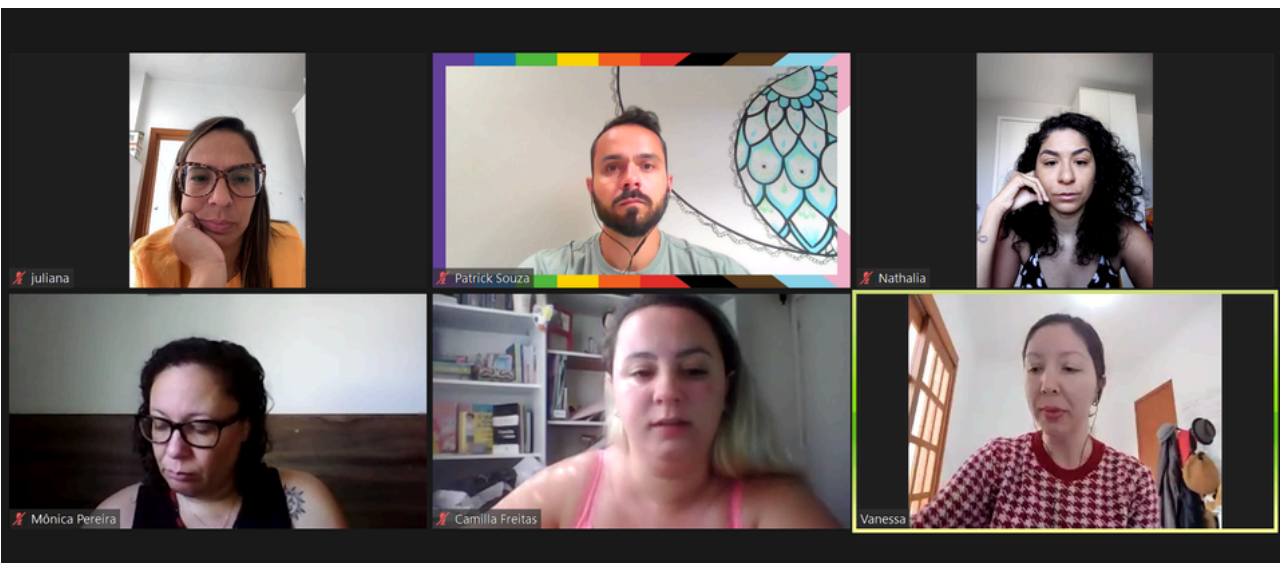 juliana
Patrick Souza
Nathalia
Mônica Pereira
Camilla Freitas
Vanessa